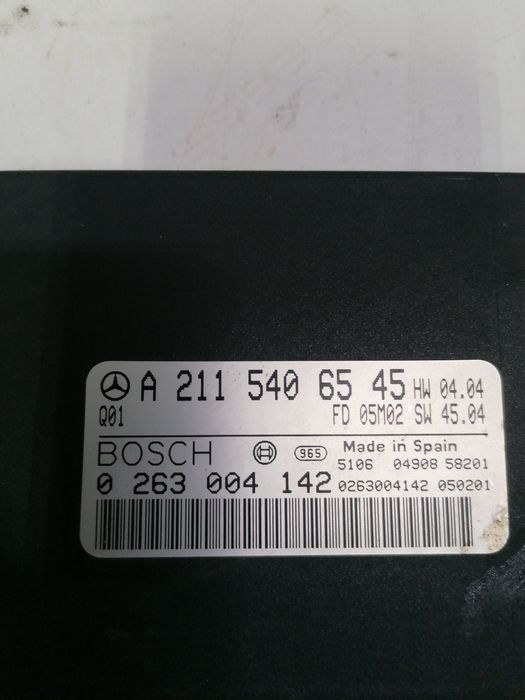 A 211 540 65 45 HW 04.04
Q01 FD 05M02 SW 45.04
BOSCH 965 Made in Spain
5106 04908 58201
0 263 004 142 0263004142 050201